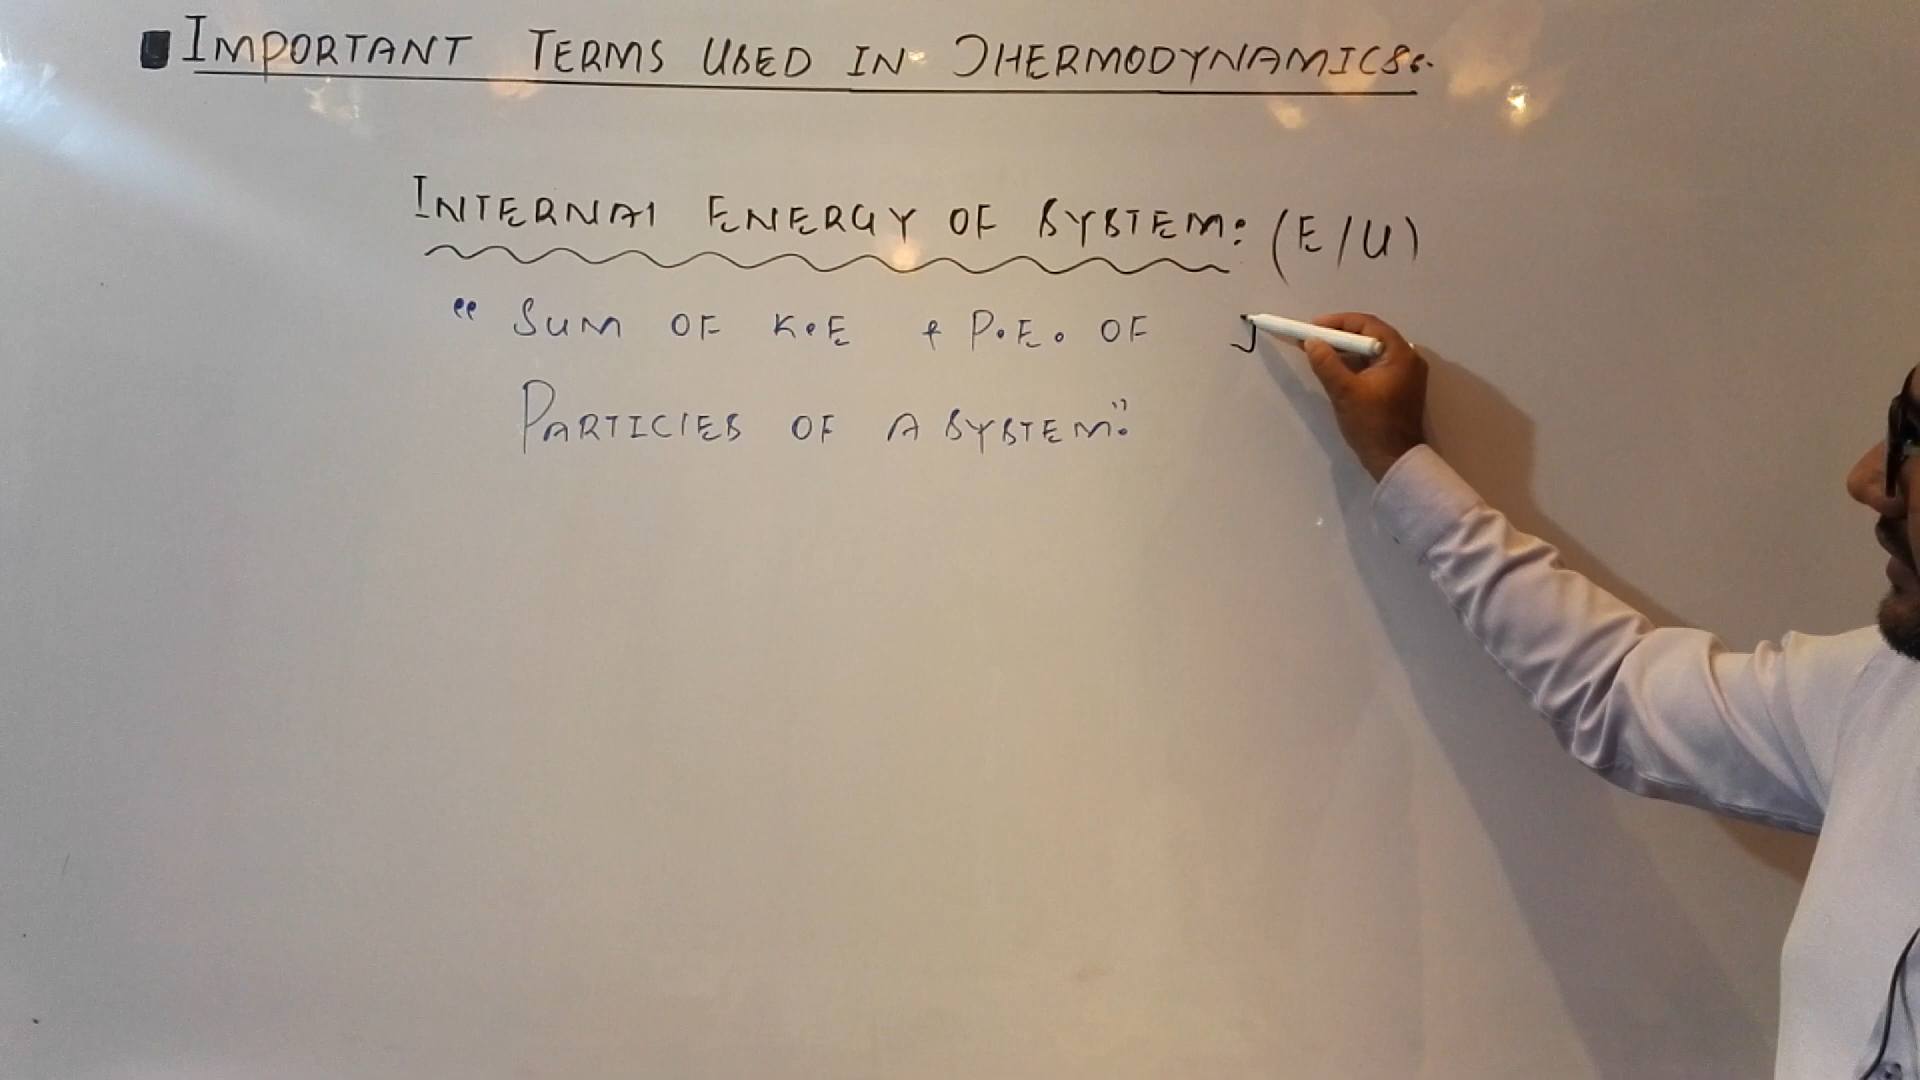 IMPORTANT TERMS USED IN THERMODYNAMICS:-
INTERNAL ENERGY OF SYSTEM: (E/U)
"SUM OF K.E + P.E. OF
PARTICLES OF A SYSTEM."